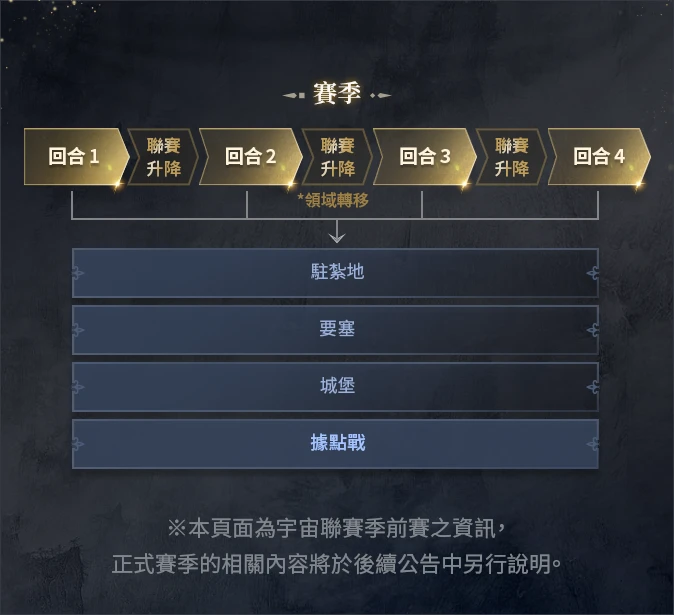 賽季
回合 1
聯賽
升降
回合 2
聯賽
升降
回合 3
聯賽
升降
回合 4
*領域轉移
駐紮地
要塞
城堡
據點戰
※本頁面為宇宙聯賽季前賽之資訊，
正式賽季的相關內容將於後續公告中另行說明。